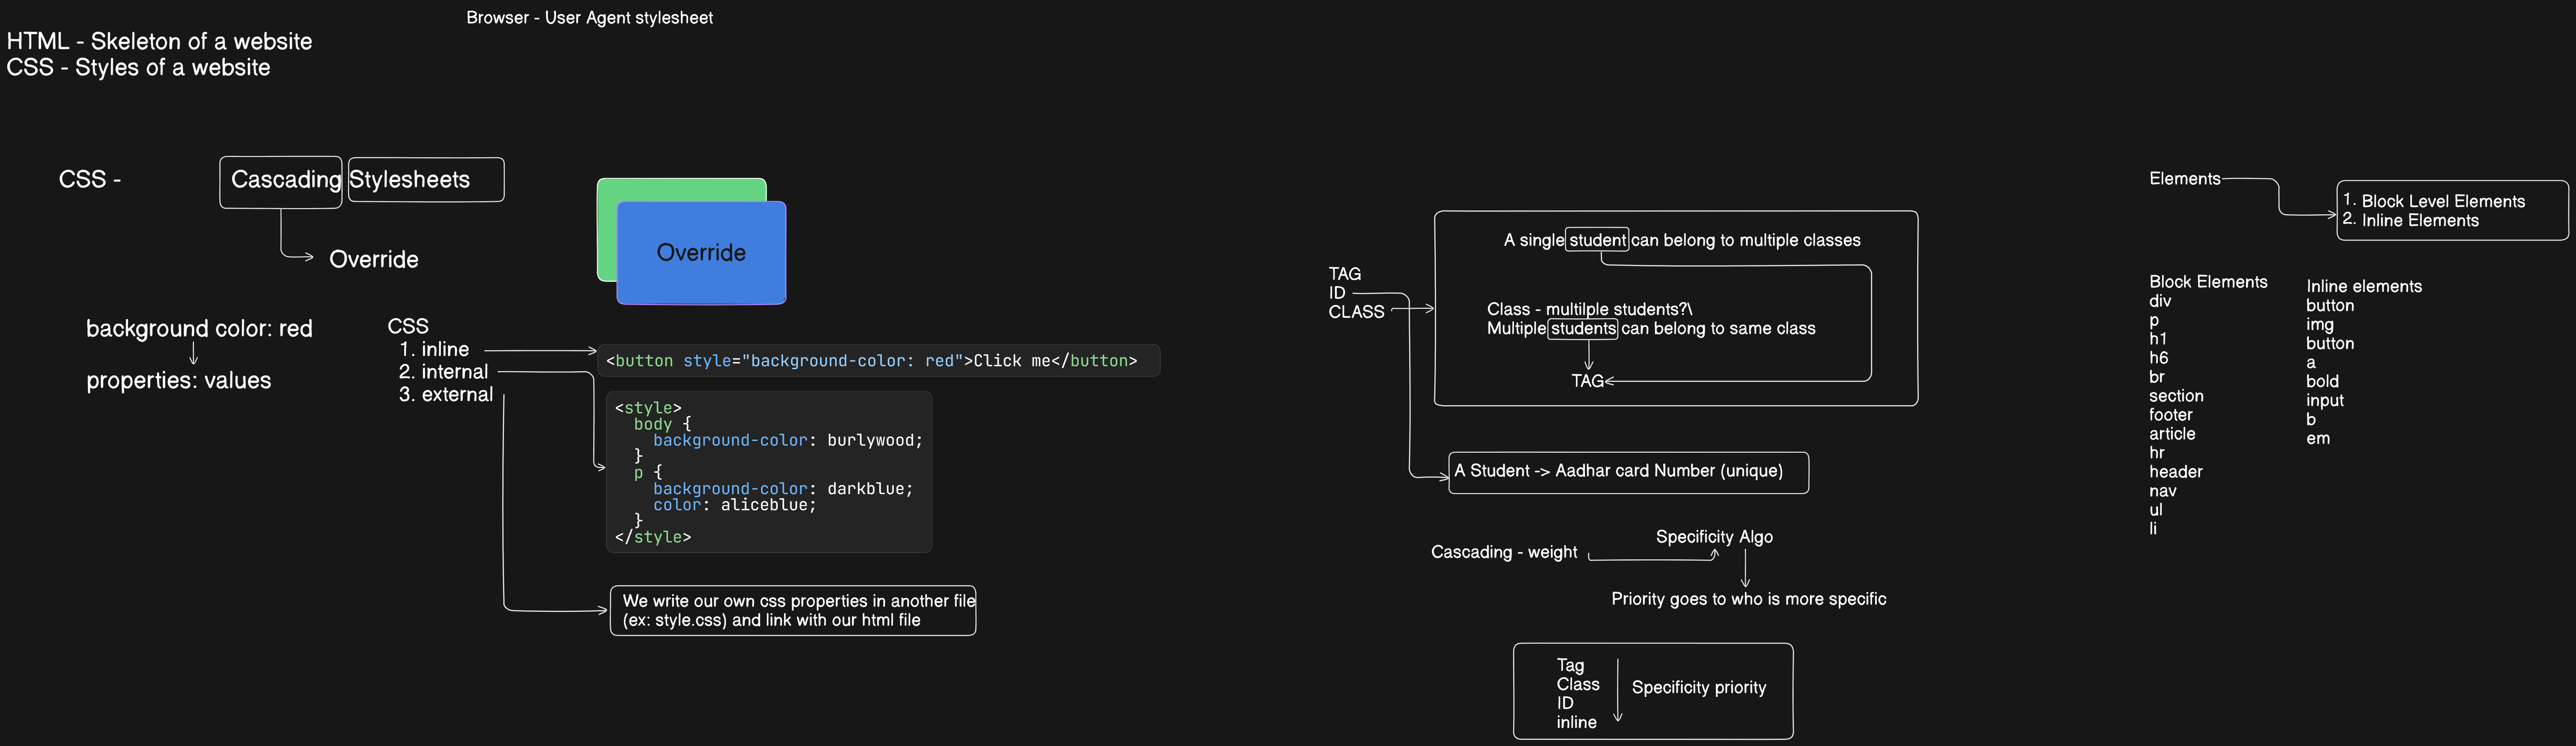 Browser - User Agent stylesheet
HTML - Skeleton of a website
CSS - Styles of a website
CSS -
Cascading Stylesheets
Override
Override
background color: red
properties: values
CSS
1. inline
2. internal
3. external
<button style="background-color: red">Click me</button>
<style>
body {
background-color: burlywood;
}
p {
background-color: darkblue;
color: aliceblue;
}
</style>
We write our own css properties in another file
(ex: style.css) and link with our html file
TAG
ID
CLASS
A single student can belong to multiple classes
Class - multilple students?\
Multiple students can belong to same class
TAG
A Student -> Aadhar card Number (unique)
Cascading - weight
Specificity Algo
Priority goes to who is more specific
Tag
Class
ID
inline
Specificity priority
Elements
1. Block Level Elements
2. Inline Elements
Block Elements
div
p
h1
h6
br
section
footer
article
hr
header
nav
ul
li
Inline elements
button
img
button
a
bold
input
b
em